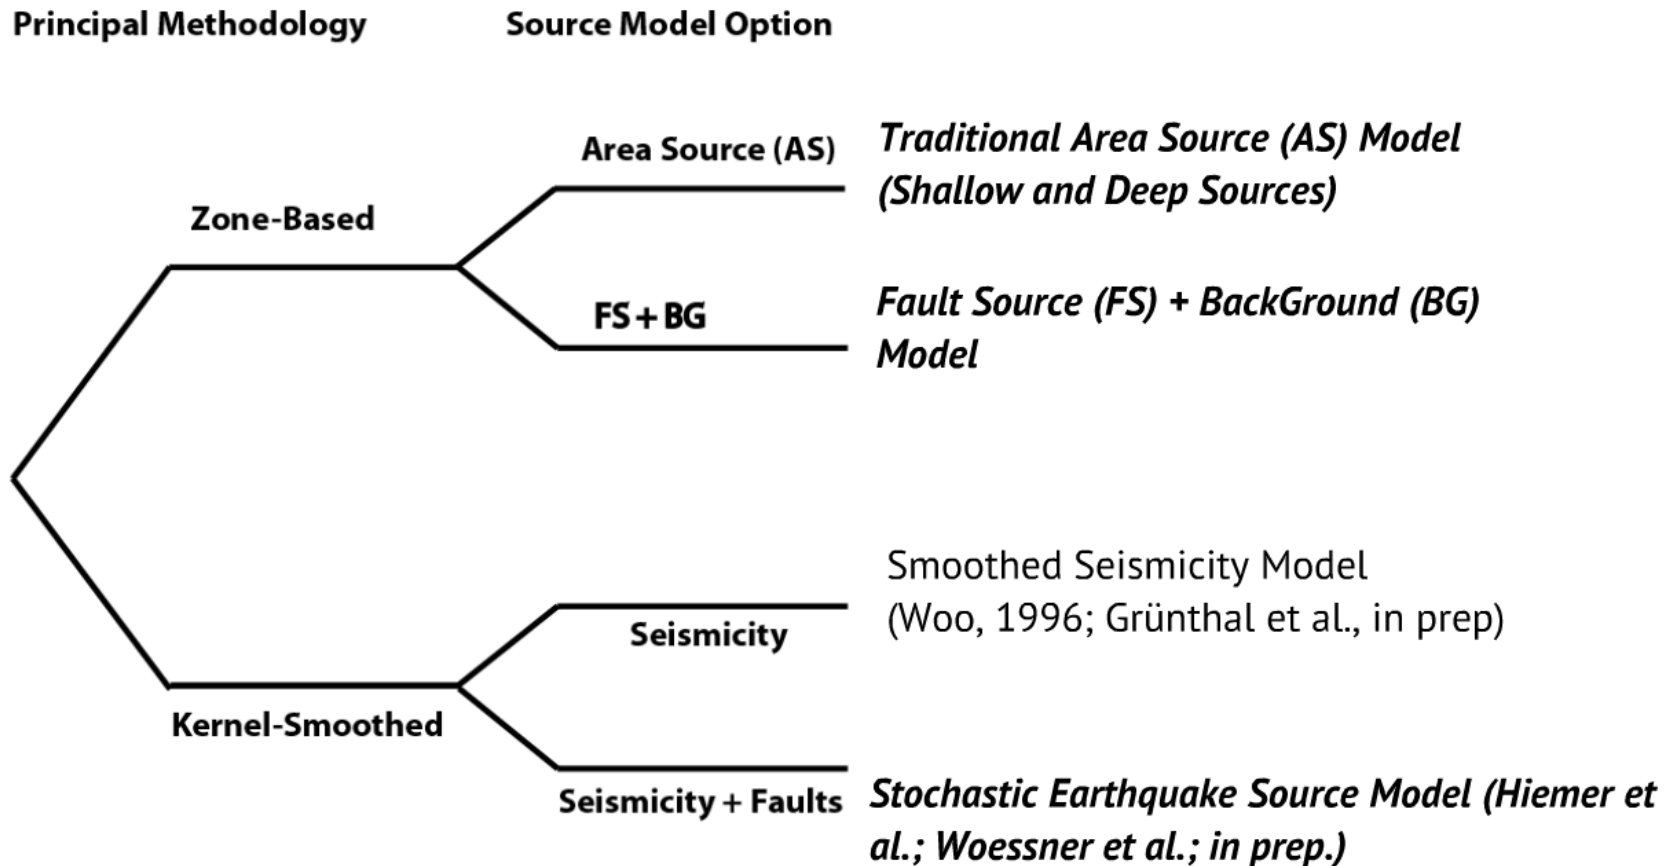 Principal Methodology
Source Model Option
Area Source (AS)
Traditional Area Source (AS) Model
(Shallow and Deep Sources)
Zone-Based
FS + BG
Fault Source (FS) + BackGround (BG)
Model
Smoothed Seismicity Model
(Woo, 1996; Grünthal et al., in prep)
Seismicity
Kernel-Smoothed
Seismicity + Faults
Stochastic Earthquake Source Model (Hiemer et
al.; Woessner et al.; in prep.)